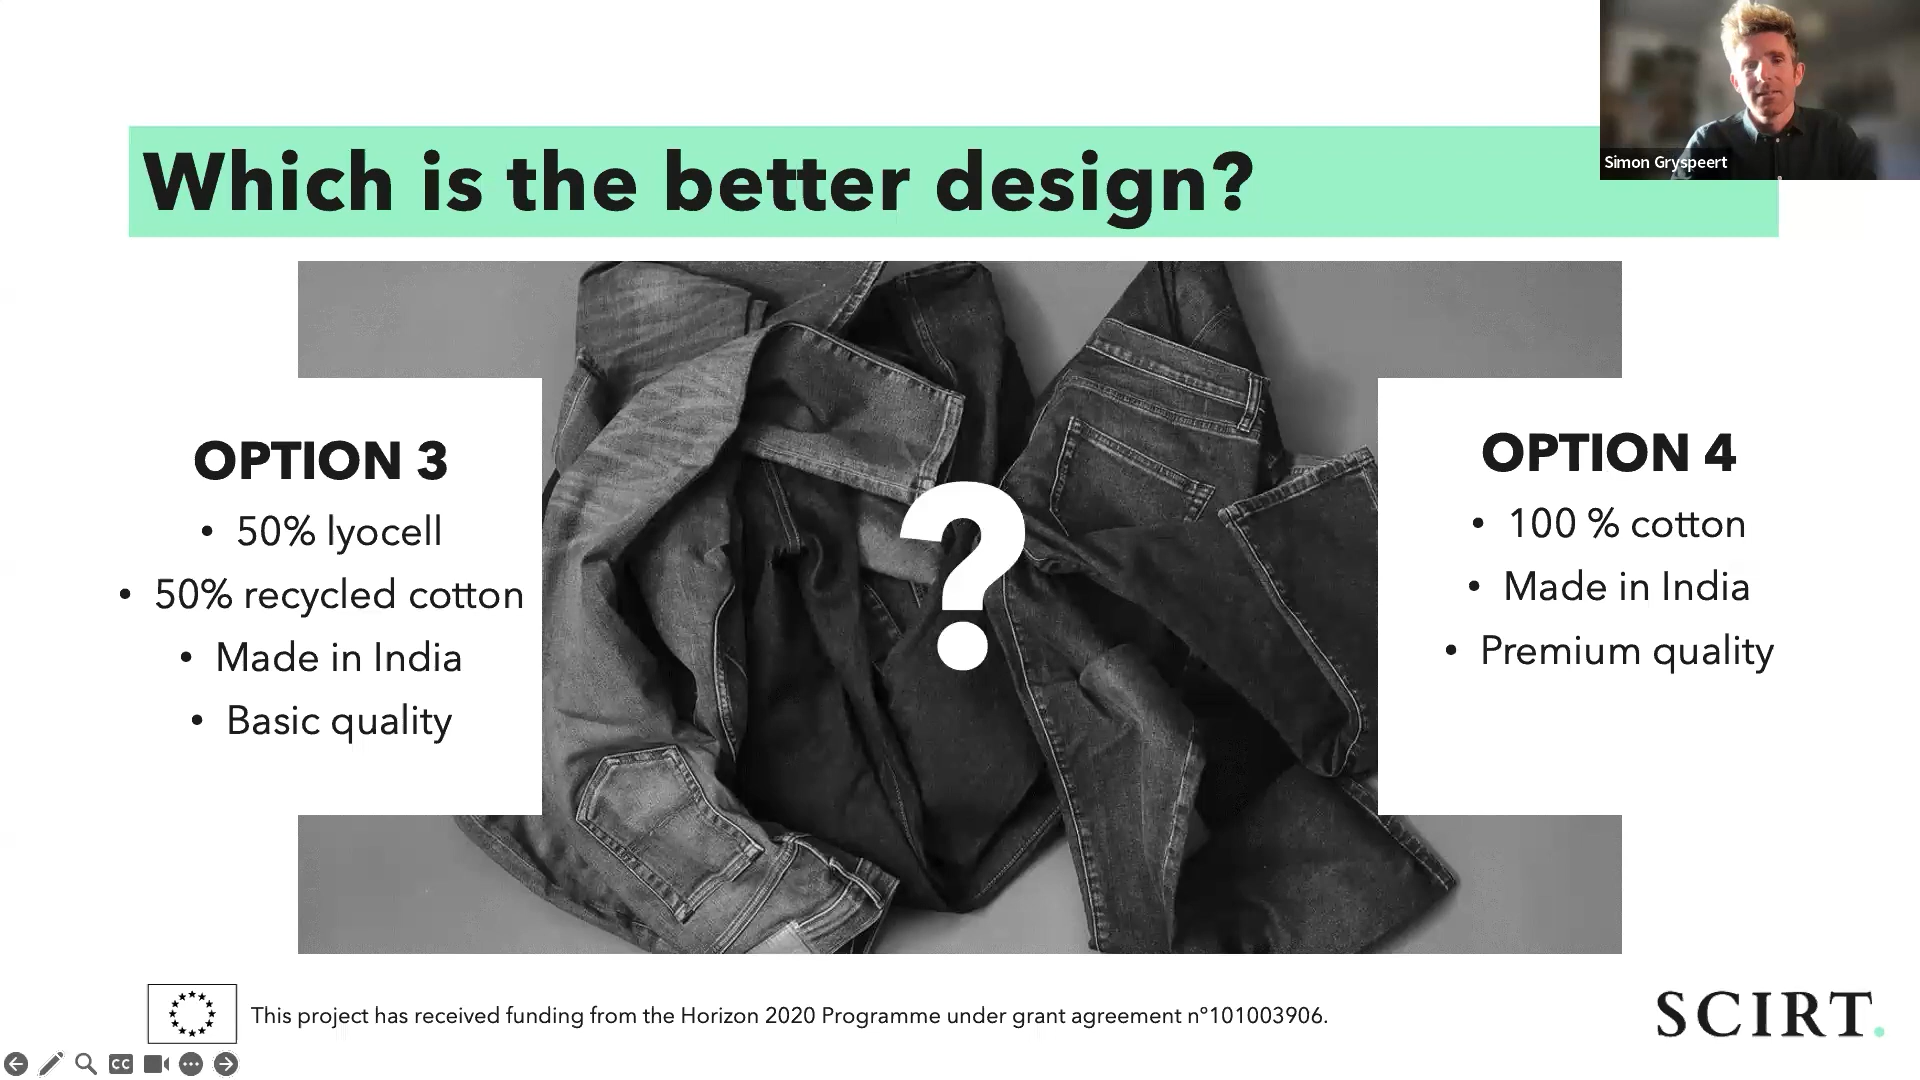 Simon Gryspeert
Which is the better design?
OPTION 3
• 50% lyocell
• 50% recycled cotton
• Made in India
• Basic quality
?
OPTION 4
• 100 % cotton
• Made in India
• Premium quality
This project has received funding from the Horizon 2020 Programme under grant agreement n°101003906.
SCIRT.
CC